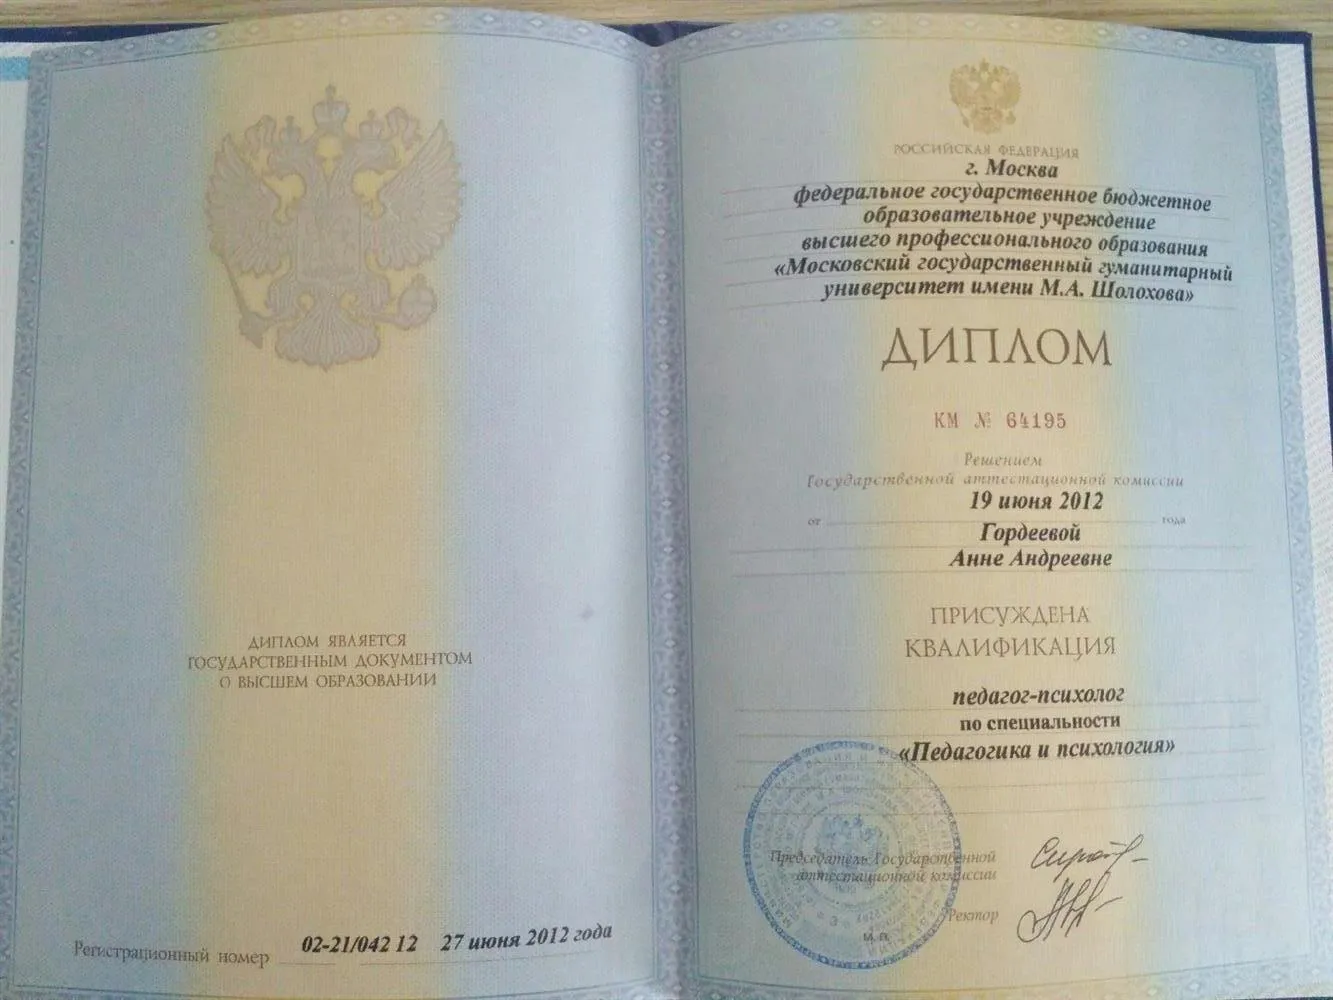 ДИПЛОМ ЯВЛЯЕТСЯ
ГОСУДАРСТВЕННЫМ ДОКУМЕНТОМ
О ВЫСШЕМ ОБРАЗОВАНИИ
Регистрационный номер 02-21/042 12 27 июня 2012 года
РОССИЙСКАЯ ФЕДЕРАЦИЯ
г. Москва
федеральное государственное бюджетное
образовательное учреждение
высшего профессионального образования
«Московский государственный гуманитарный
университет имени М.А. Шолохова»
ДИПЛОМ
КМ № 64195
Решением
Государственной аттестационной комиссии
от 19 июня 2012 года
Гордеевой
Анне Андреевне
ПРИСУЖДЕНА
КВАЛИФИКАЦИЯ
педагог-психолог
по специальности
«Педагогика и психология»
Председатель Государственной
аттестационной комиссии
Ректор
М. П.